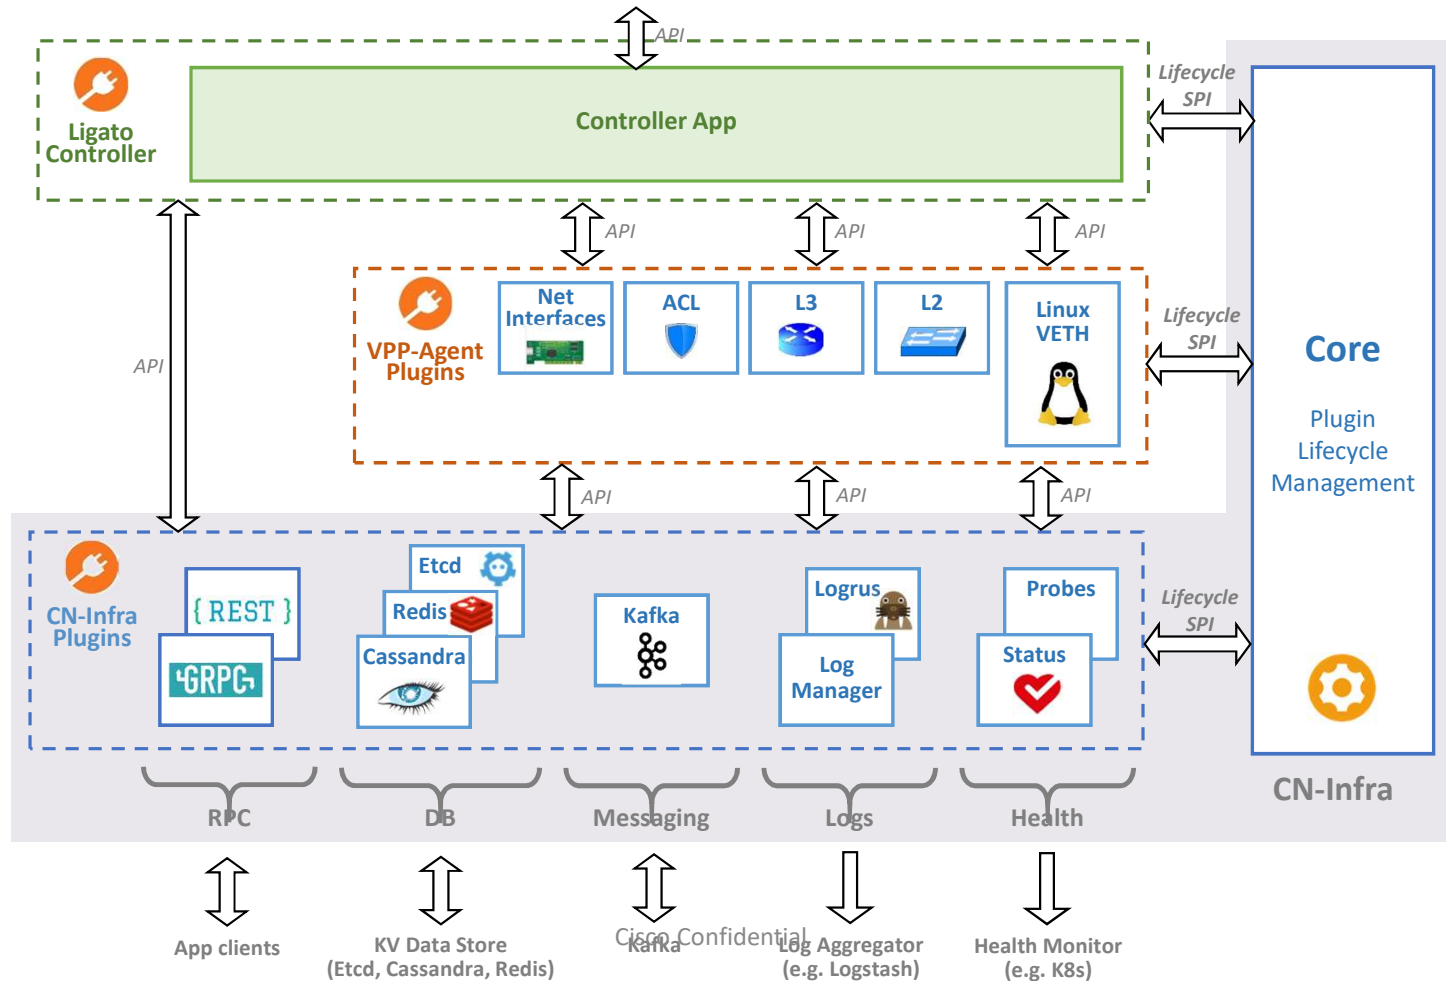 API
Ligato
Controller
Controller App
Lifecycle
SPI
API
API
API
API
VPP-Agent
Plugins
Net
Interfaces
ACL
L3
L2
Linux
VETH
Lifecycle
SPI
Core
Plugin
Lifecycle
Management
API
API
API
CN-Infra
Plugins
{ REST }
GRPC
Etcd
Redis
Cassandra
Kafka
Logrus
Log
Manager
Probes
Status
Lifecycle
SPI
CN-Infra
RPC
DB
Messaging
Logs
Health
App clients
KV Data Store
(Etcd, Cassandra, Redis)
Kafka
Cisco Confidential
Log Aggregator
(e.g. Logstash)
Health Monitor
(e.g. K8s)